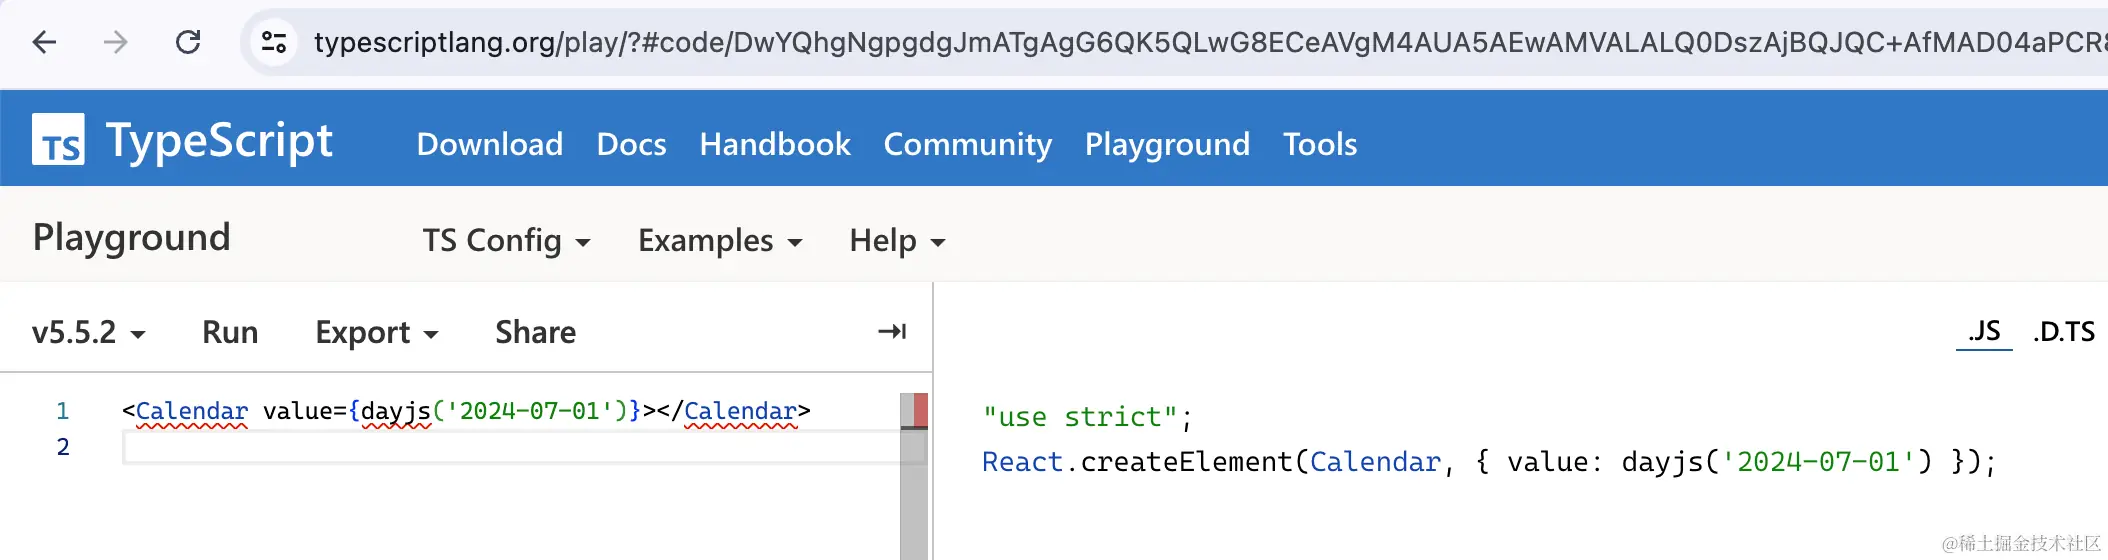 typescriptlang.org/play/?#code/DwYQhgNgpgdgJmATgAgG6QK5QLwG8ECeAVgM4AUA5AEwAMVALALQ0DszAjBQJQC+AfMAD04aPCR8
TS TypeScript Download Docs Handbook Community Playground Tools
Playground TS Config Examples Help
v5.5.2 Run Export Share .JS .D.TS
1 <Calendar value={dayjs('2024-07-01')}></Calendar>
2
"use strict";
React.createElement(Calendar, { value: dayjs('2024-07-01') });
@稀土掘金技术社区